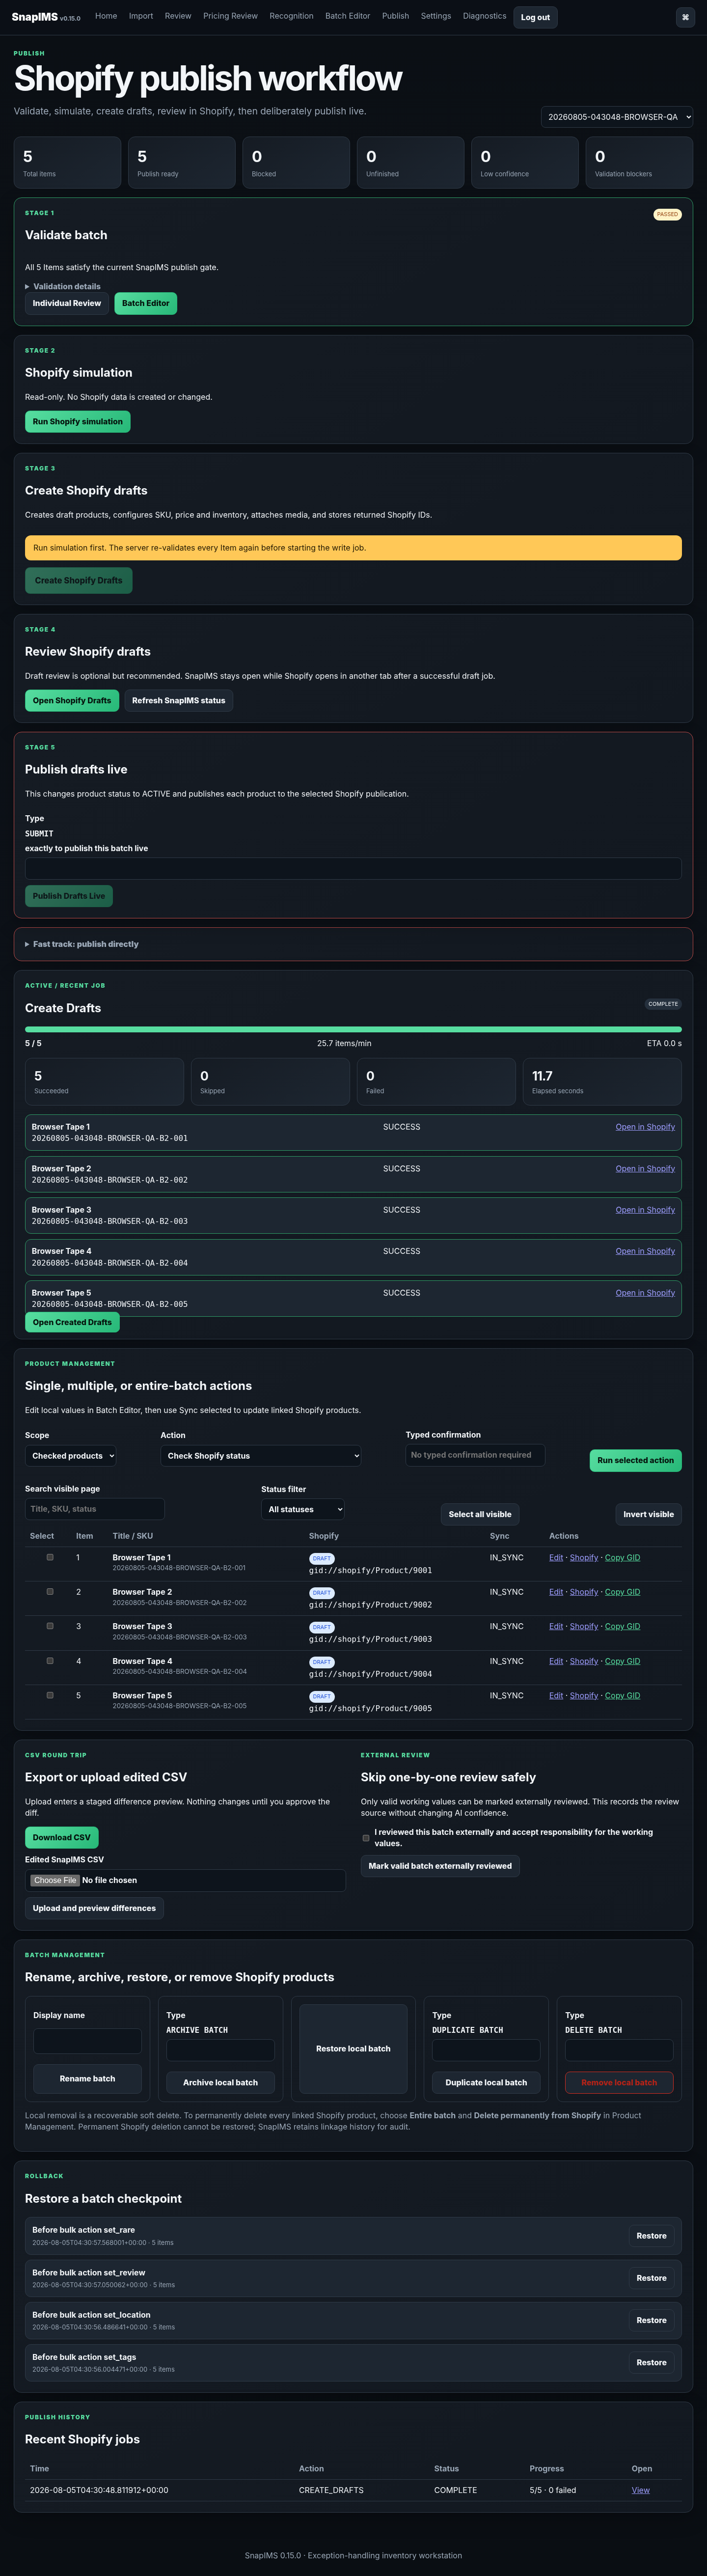 SnapIMS v0.15.0 Home Import Review Pricing Review Recognition Batch Editor Publish Settings Diagnostics Log out ⌘
PUBLISH
Shopify publish workflow
Validate, simulate, create drafts, review in Shopify, then deliberately publish live.
20260805-043048-BROWSER-QA
5 5 0 0 0 0
Total items Publish ready Blocked Unfinished Low confidence Validation blockers
STAGE 1 PASSED
Validate batch
All 5 Items satisfy the current SnapIMS publish gate.
Validation details
Individual Review Batch Editor
STAGE 2
Shopify simulation
Read-only. No Shopify data is created or changed.
Run Shopify simulation
STAGE 3
Create Shopify drafts
Creates draft products, configures SKU, price and inventory, attaches media, and stores returned Shopify IDs.
Run simulation first. The server re-validates every Item again before starting the write job.
Create Shopify Drafts
STAGE 4
Review Shopify drafts
Draft review is optional but recommended. SnapIMS stays open while Shopify opens in another tab after a successful draft job.
Open Shopify Drafts Refresh SnapIMS status
STAGE 5
Publish drafts live
This changes product status to ACTIVE and publishes each product to the selected Shopify publication.
Type
SUBMIT
exactly to publish this batch live
Publish Drafts Live
Fast track: publish directly
ACTIVE / RECENT JOB
Create Drafts COMPLETE
5 / 5 25.7 items/min ETA 0.0 s
5 0 0 11.7
Succeeded Skipped Failed Elapsed seconds
Browser Tape 1 SUCCESS Open in Shopify
20260805-043048-BROWSER-QA-B2-001
Browser Tape 2 SUCCESS Open in Shopify
20260805-043048-BROWSER-QA-B2-002
Browser Tape 3 SUCCESS Open in Shopify
20260805-043048-BROWSER-QA-B2-003
Browser Tape 4 SUCCESS Open in Shopify
20260805-043048-BROWSER-QA-B2-004
Browser Tape 5 SUCCESS Open in Shopify
20260805-043048-BROWSER-QA-B2-005
Open Created Drafts
PRODUCT MANAGEMENT
Single, multiple, or entire-batch actions
Edit local values in Batch Editor, then use Sync selected to update linked Shopify products.
Scope Action Typed confirmation
Checked products Check Shopify status No typed confirmation required Run selected action
Search visible page Status filter
Title, SKU, status All statuses Select all visible Invert visible
Select Item Title / SKU Shopify Sync Actions
1 Browser Tape 1 DRAFT IN_SYNC Edit · Shopify · Copy GID
20260805-043048-BROWSER-QA-B2-001 gid://shopify/Product/9001
2 Browser Tape 2 DRAFT IN_SYNC Edit · Shopify · Copy GID
20260805-043048-BROWSER-QA-B2-002 gid://shopify/Product/9002
3 Browser Tape 3 DRAFT IN_SYNC Edit · Shopify · Copy GID
20260805-043048-BROWSER-QA-B2-003 gid://shopify/Product/9003
4 Browser Tape 4 DRAFT IN_SYNC Edit · Shopify · Copy GID
20260805-043048-BROWSER-QA-B2-004 gid://shopify/Product/9004
5 Browser Tape 5 DRAFT IN_SYNC Edit · Shopify · Copy GID
20260805-043048-BROWSER-QA-B2-005 gid://shopify/Product/9005
CSV ROUND TRIP
Export or upload edited CSV
Upload enters a staged difference preview. Nothing changes until you approve the
diff.
Download CSV
Edited SnapIMS CSV
Choose File No file chosen
Upload and preview differences
EXTERNAL REVIEW
Skip one-by-one review safely
Only valid working values can be marked externally reviewed. This records the review
source without changing AI confidence.
I reviewed this batch externally and accept responsibility for the working
values.
Mark valid batch externally reviewed
BATCH MANAGEMENT
Rename, archive, restore, or remove Shopify products
Display name
Rename batch
Type
ARCHIVE BATCH
Archive local batch
Restore local batch
Type
DUPLICATE BATCH
Duplicate local batch
Type
DELETE BATCH
Remove local batch
Local removal is a recoverable soft delete. To permanently delete every linked Shopify product, choose Entire batch and Delete permanently from Shopify in Product
Management. Permanent Shopify deletion cannot be restored; SnapIMS retains linkage history for audit.
ROLLBACK
Restore a batch checkpoint
Before bulk action set_rare Restore
2026-08-05T04:30:57.568001+00:00 · 5 items
Before bulk action set_review Restore
2026-08-05T04:30:57.050062+00:00 · 5 items
Before bulk action set_location Restore
2026-08-05T04:30:56.486641+00:00 · 5 items
Before bulk action set_tags Restore
2026-08-05T04:30:56.004471+00:00 · 5 items
PUBLISH HISTORY
Recent Shopify jobs
Time Action Status Progress Open
2026-08-05T04:30:48.811912+00:00 CREATE_DRAFTS COMPLETE 5/5 · 0 failed View
SnapIMS 0.15.0 · Exception-handling inventory workstation